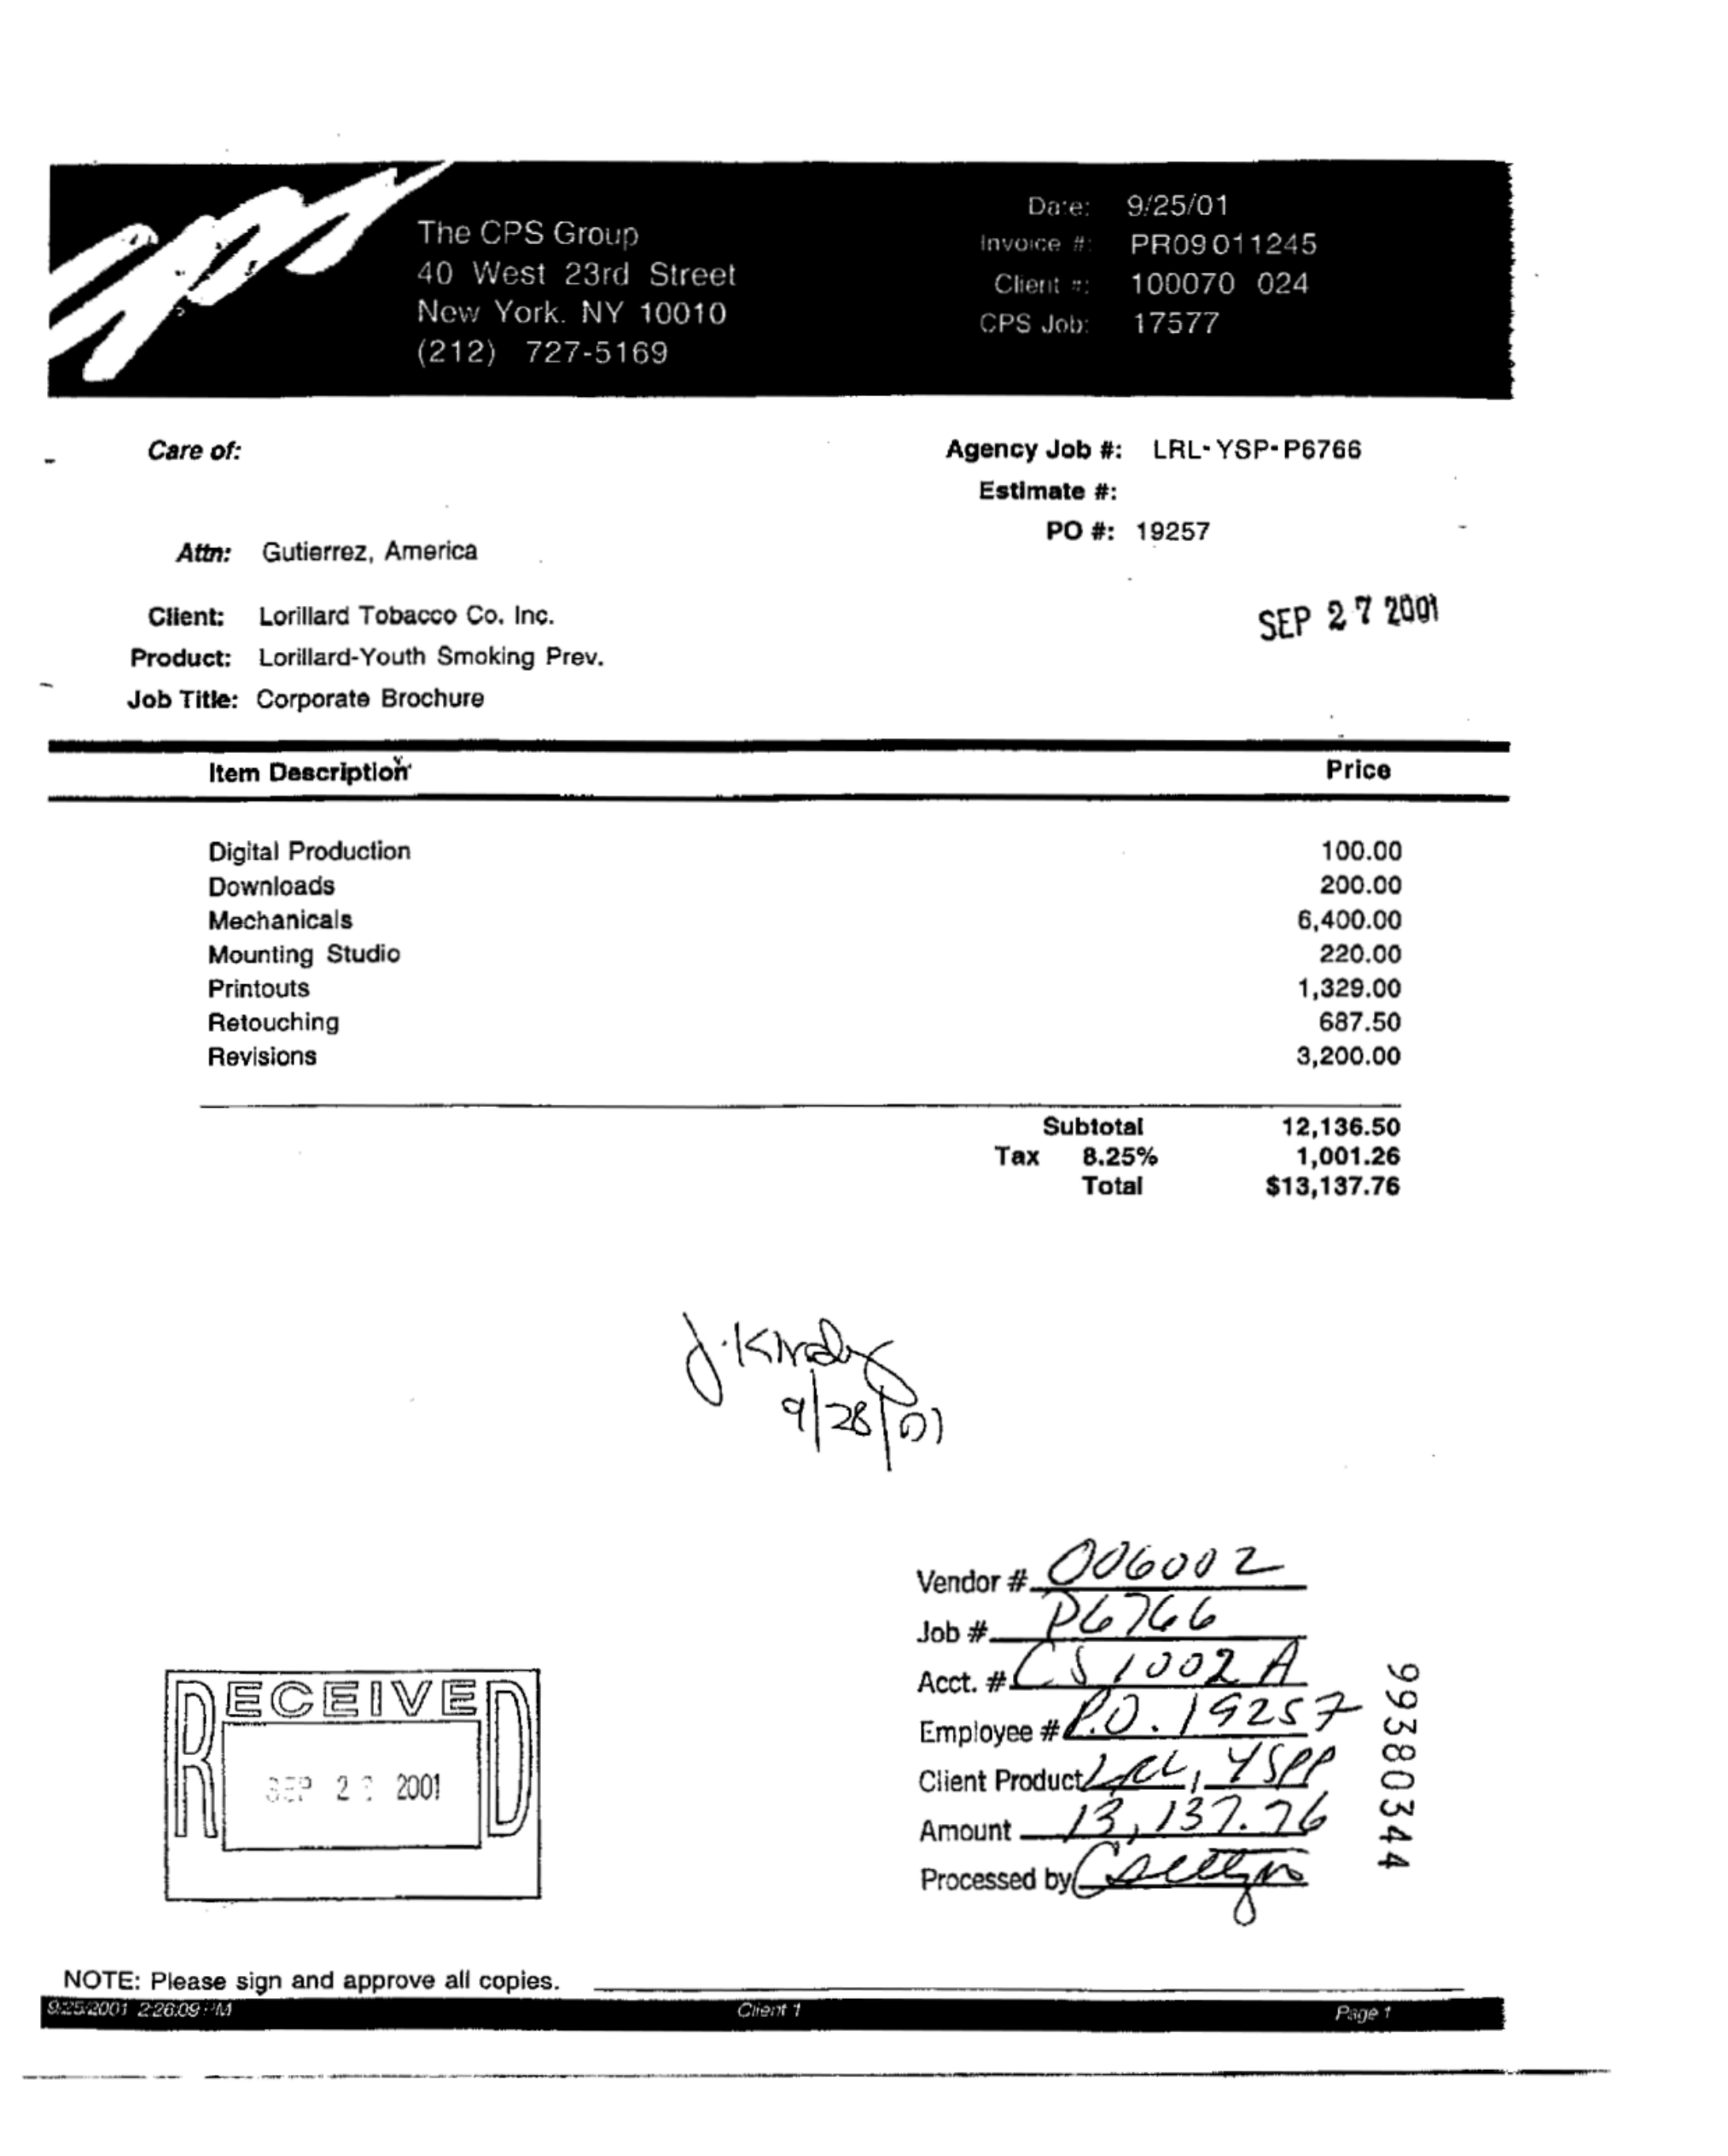 cps
The CPS Group
40 West 23rd Street
New York. NY 10010
(212) 727-5169
Date: 9/25/01
Invoice #: PR09011245
Client #: 100070 024
CPS Job: 17577
Care of:
Agency Job #: LRL-YSP-P6766
Estimate #:
PO #: 19257
Attn: Gutierrez, America
Client: Lorillard Tobacco Co. Inc.
Product: Lorillard-Youth Smoking Prev.
Job Title: Corporate Brochure
SEP 27 2001
Item Description Price
Digital Production 100.00
Downloads 200.00
Mechanicals 6,400.00
Mounting Studio 220.00
Printouts 1,329.00
Retouching 687.50
Revisions 3,200.00
Subtotal 12,136.50
Tax 8.25% 1,001.26
Total $13,137.76
9/28/01
Vendor # 006002
Job # P6766
Acct. # CS1002A
Employee # P.O. 19257
Client Product LRL, YSPP
Amount 13,137.76
Processed by
RECEIVED
SEP 2 2001
99380344
NOTE: Please sign and approve all copies.
9/25/2001 2:26:09 PM Client 1 Page 1